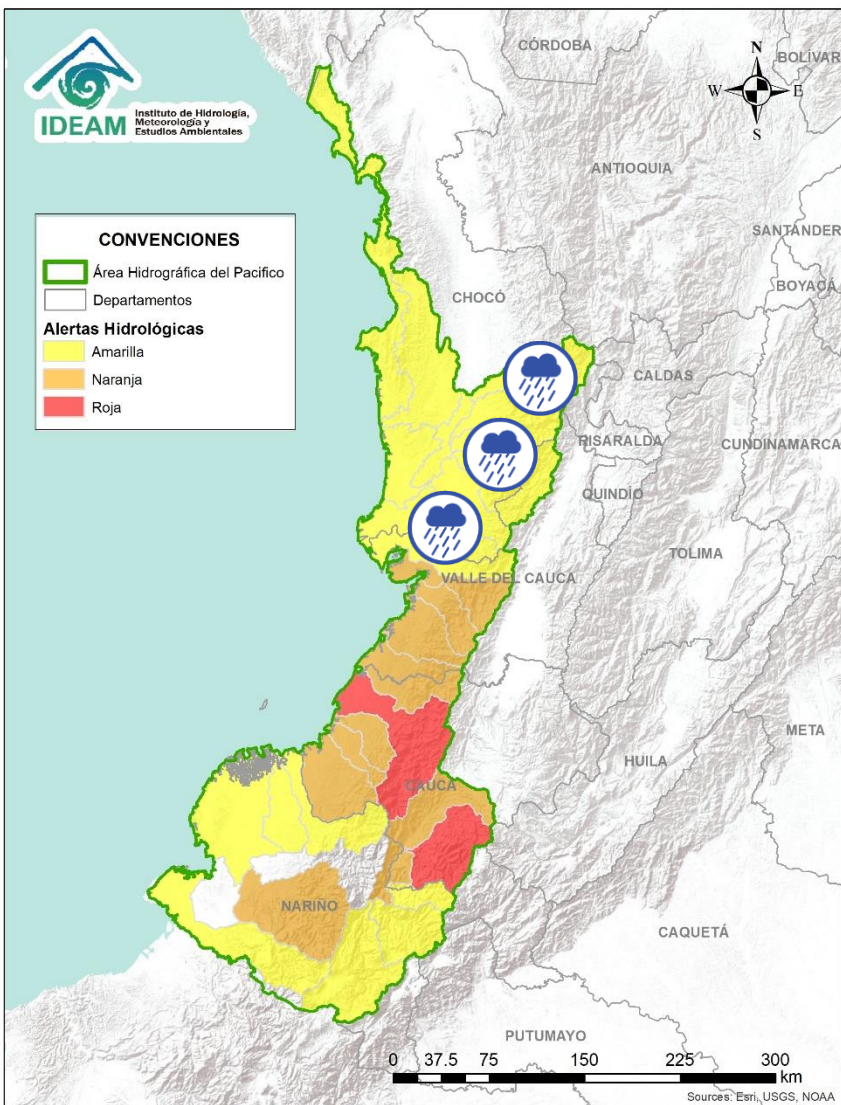 IDEAM
Instituto de Hidrología,
Meteorología y
Estudios Ambientales
CÓRDOBA
BOLÍVAR
N
W
E
S
ANTIOQUIA
SANTANDER
BOYACÁ
CONVENCIONES
Área Hidrográfica del Pacifico
Departamentos
Alertas Hidrológicas
Amarilla
Naranja
Roja
CHOCÓ
CALDAS
RISARALDA
CUNDINAMARCA
QUINDÍO
TOLIMA
VALLE DEL CAUCA
META
HUILA
CAUCA
NARIÑO
CAQUETÁ
PUTUMAYO
0 37.5 75 150 225 300
km
Sources: Esri, USGS, NOAA